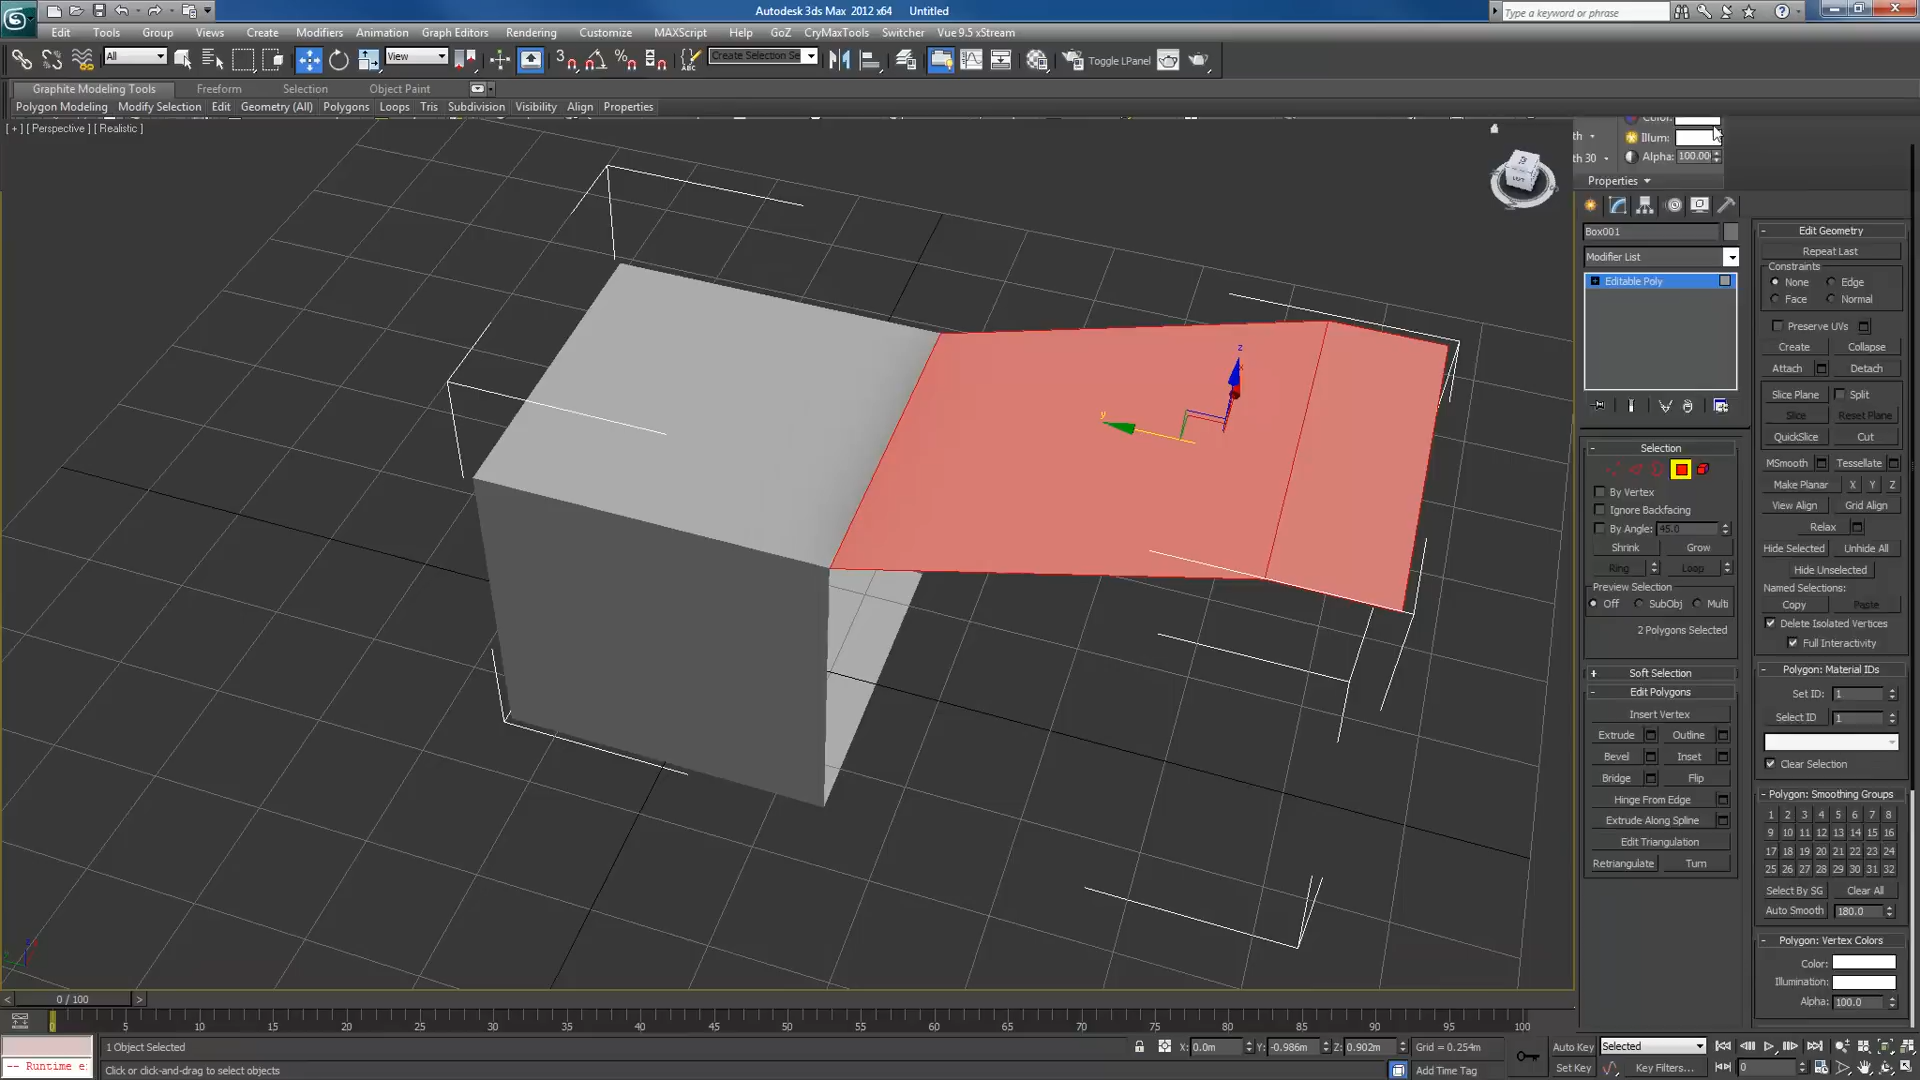 Autodesk 3ds Max 2012 x64 Untitled
Type a keyword or phrase
Edit Tools Group Views Create Modifiers Animation Graph Editors Rendering Customize MAXScript Help GoZ CryMaxTools Switcher Vue 9.5 xStream
All View Create Selection Se Toggle LPanel
Graphite Modeling Tools Freeform Selection Object Paint
Polygon Modeling Modify Selection Edit Geometry (All) Polygons Loops Tris Subdivision Visibility Align Properties
[ + ] [ Perspective ] [ Realistic ]
Color:
th Illum:
th 30 Alpha: 100.00
Properties
Box001
Modifier List
Editable Poly
Selection
By Vertex
Ignore Backfacing
By Angle: 45.0
Shrink Grow
Ring Loop
Preview Selection
Off SubObj Multi
2 Polygons Selected
Soft Selection
Edit Polygons
Insert Vertex
Extrude Outline
Bevel Inset
Bridge Flip
Hinge From Edge
Extrude Along Spline
Edit Triangulation
Retriangulate Turn
Edit Geometry
Repeat Last
Constraints
None Edge
Face Normal
Preserve UVs
Create Collapse
Attach Detach
Slice Plane Split
Slice Reset Plane
QuickSlice Cut
MSmooth Tessellate
Make Planar X Y Z
View Align Grid Align
Relax
Hide Selected Unhide All
Hide Unselected
Named Selections:
Copy Paste
Delete Isolated Vertices
Full Interactivity
Polygon: Material IDs
Set ID: 1
Select ID 1
Clear Selection
Polygon: Smoothing Groups
1 2 3 4 5 6 7 8
9 10 11 12 13 14 15 16
17 18 19 20 21 22 23 24
25 26 27 28 29 30 31 32
Select By SG Clear All
Auto Smooth 180.0
Polygon: Vertex Colors
Color:
Illumination:
Alpha: 100.0
z
y
0 / 100
0 5 10 15 20 25 30 35 40 45 50 55 60 65 70 75 80 85 90 95 100
1 Object Selected X: 0.0m Y: -0.986m Z: 0.902m Grid = 0.254m Auto Key Selected
-- Runtime e: Click or click-and-drag to select objects Add Time Tag Set Key Key Filters... 0